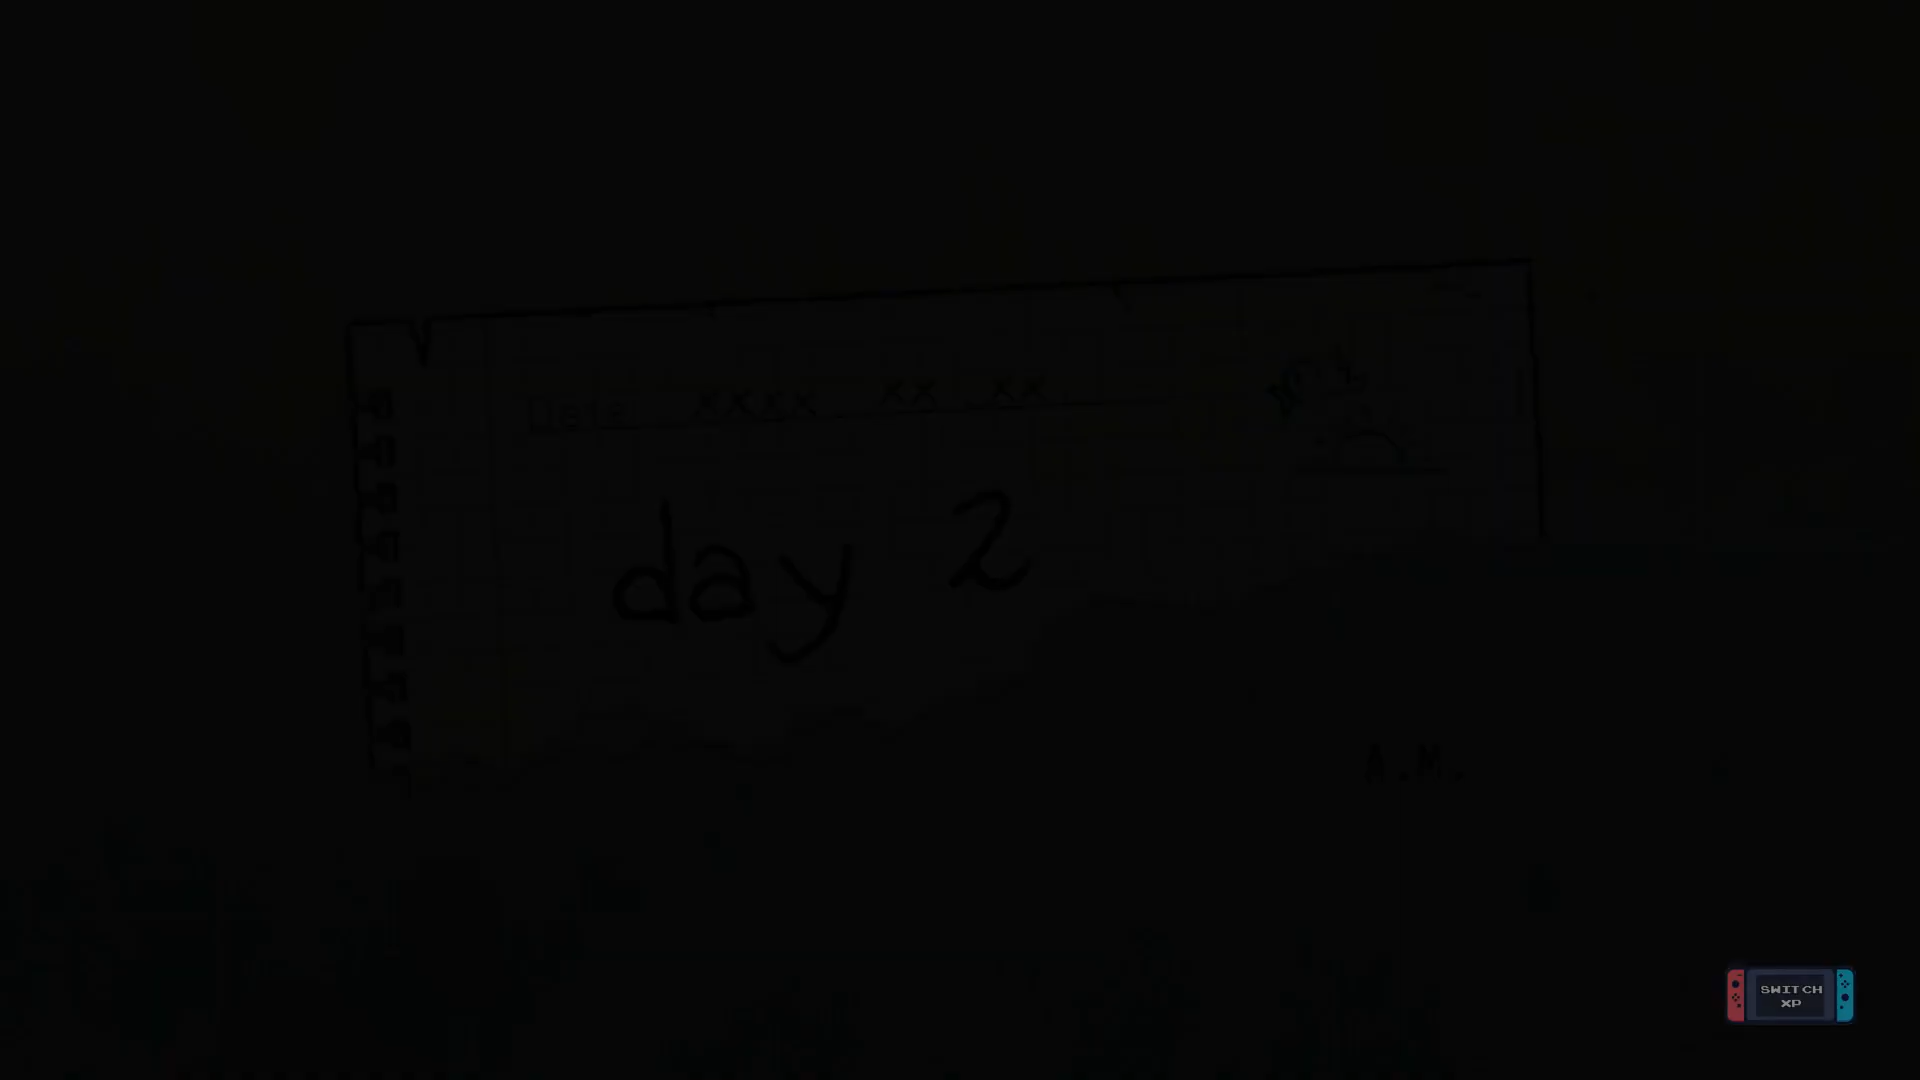 Date XXXX XX XX
day 2
A.M.
SWITCH
XP